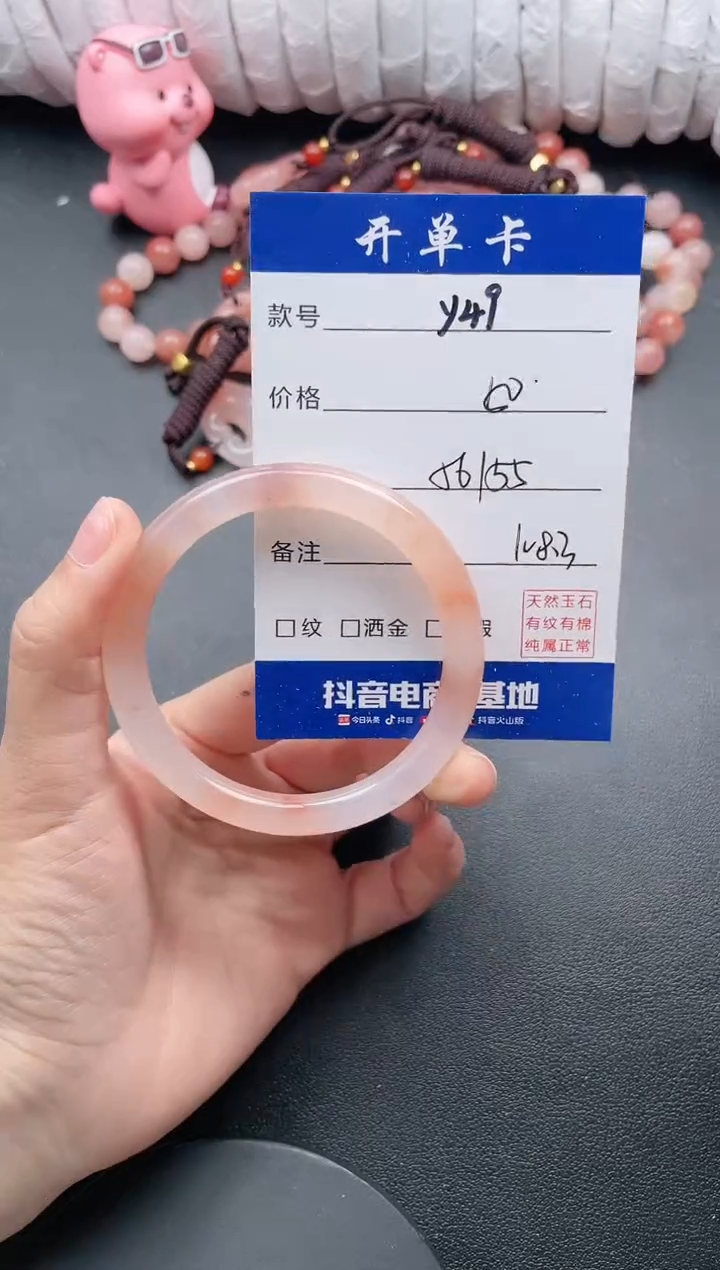 开单卡
款号 y49
价格
56/55
备注
☐纹 ☐洒金 ☐ 瑕
天然玉石
有纹有棉
纯属正常
抖音电商 基地
今日头条 抖音 抖音火山版